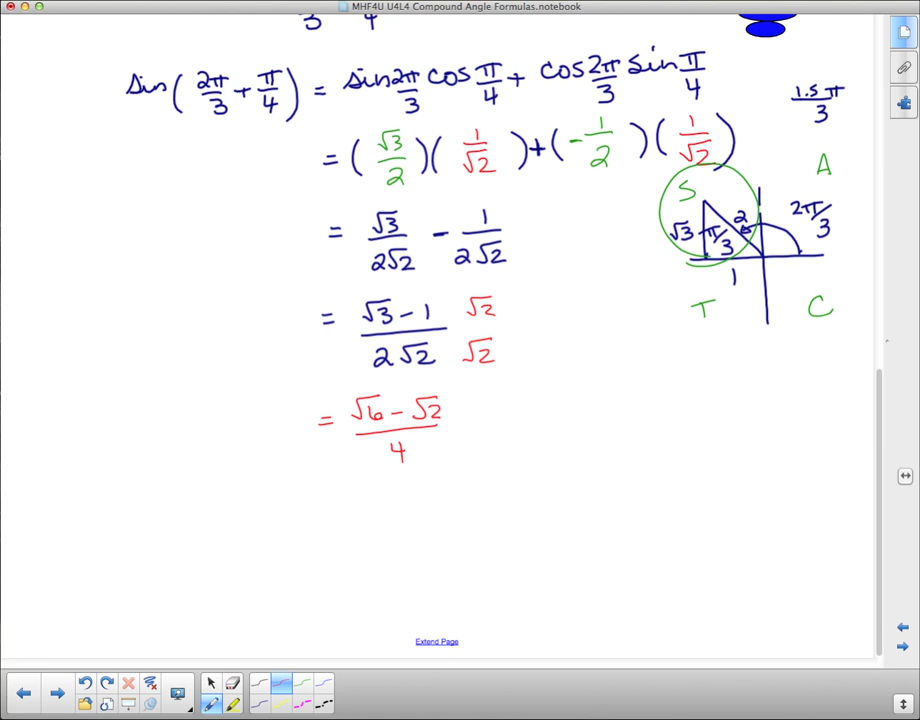 MHF4U U4L4 Compound Angle Formulas.notebook
3 4
sin(2π/3 + π/4) = sin 2π/3 cos π/4 + cos 2π/3 sin π/4
1.5π/3
= (√3/2)(1/√2) + (-1/2)(1/√2)
S A
√3 π/3 2 2π/3
= √3/2√2 - 1/2√2
1
T C
= √3 - 1/2√2 √2/√2
= √6 - √2/4
Extend Page